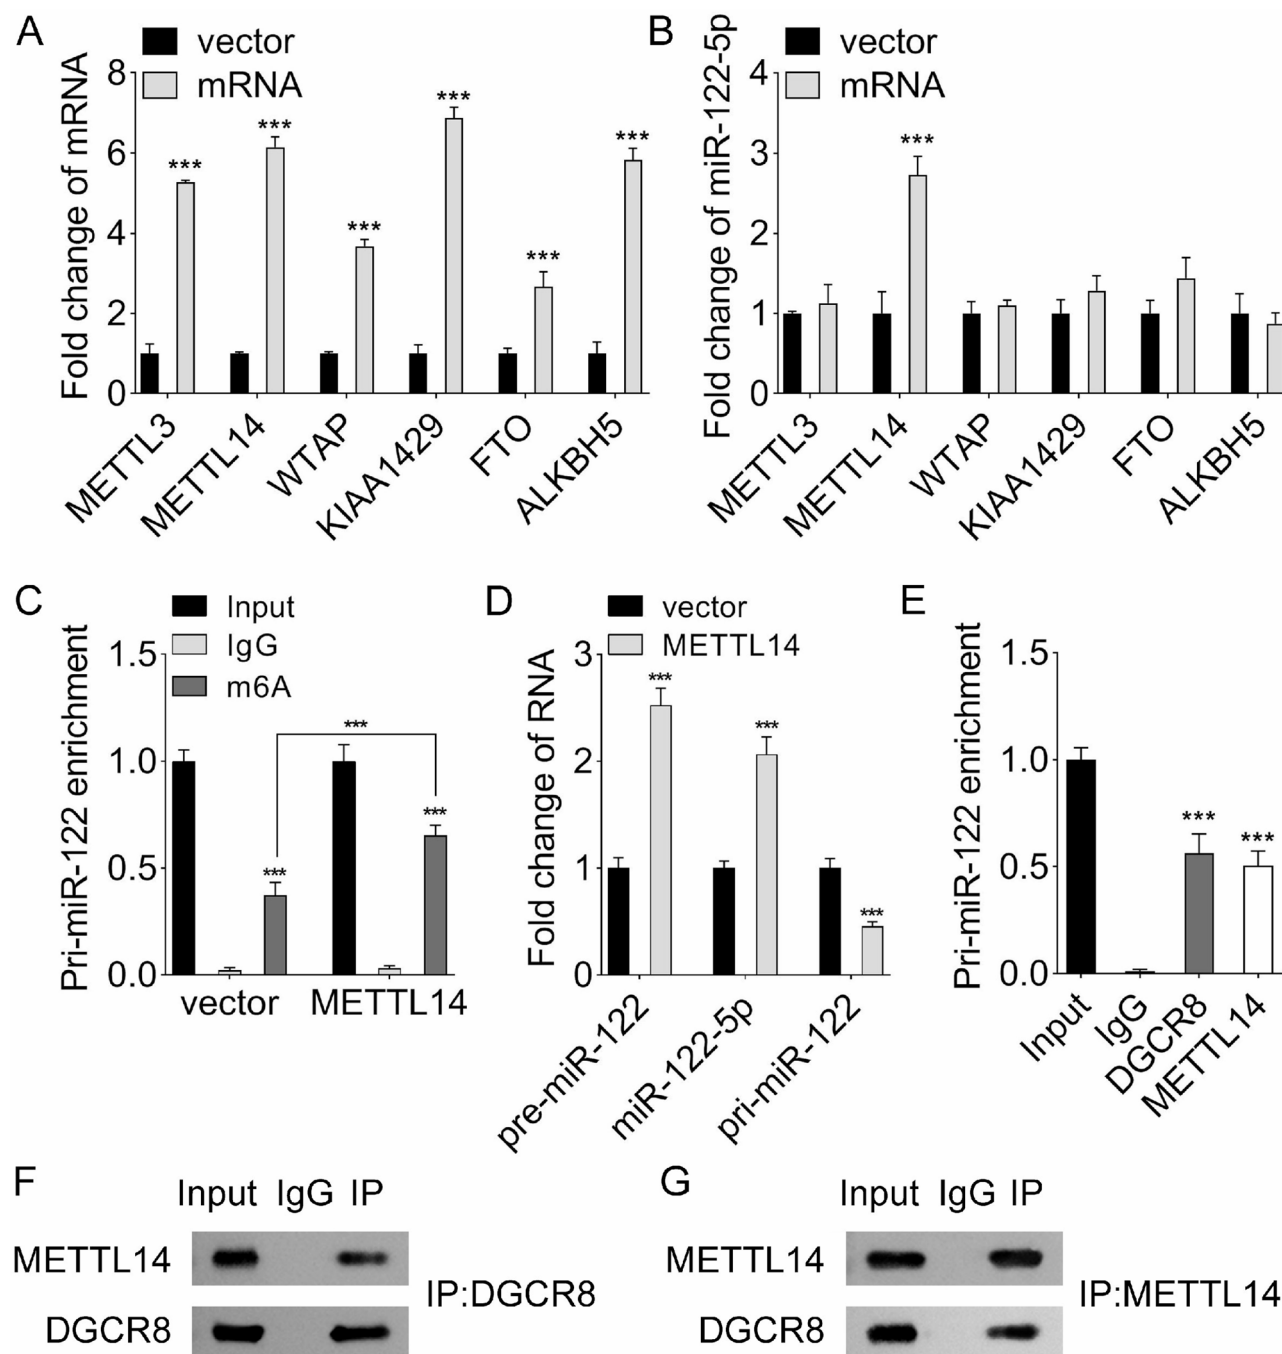 A
vector
mRNA
Fold change of mRNA
8
6
4
2
0
***
***
***
***
***
***
METTL3
METTL14
WTAP
KIAA1429
FTO
ALKBH5
B
vector
mRNA
Fold change of miR-122-5p
4
3
2
1
0
***
METTL3
METTL14
WTAP
KIAA1429
FTO
ALKBH5
C
Input
IgG
m6A
Pri-miR-122 enrichment
1.5
1.0
0.5
0.0
***
***
***
vector
METTL14
D
vector
METTL14
Fold change of RNA
3
2
1
0
***
***
***
pre-miR-122
miR-122-5p
pri-miR-122
E
Pri-miR-122 enrichment
1.5
1.0
0.5
0.0
***
***
Input
IgG
DGCR8
METTL14
F
Input IgG IP
METTL14
IP:DGCR8
DGCR8
G
Input IgG IP
METTL14
IP:METTL14
DGCR8